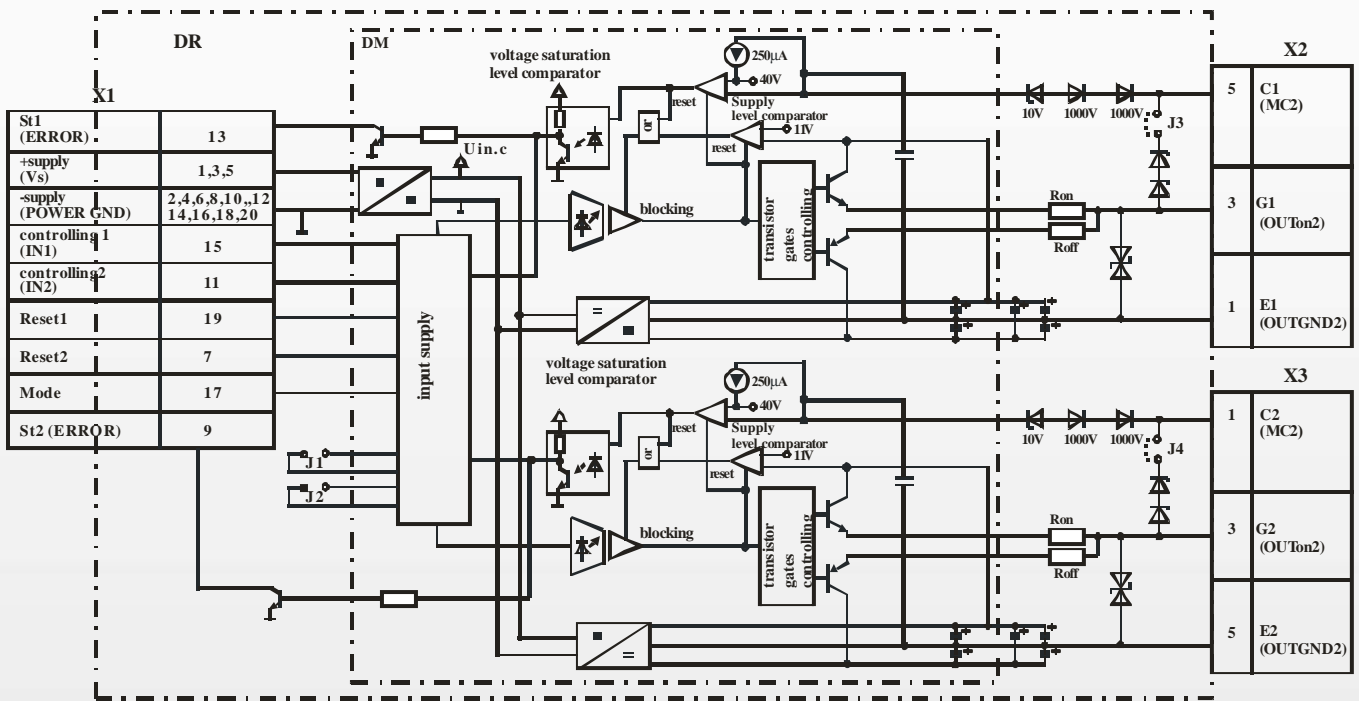 DR
DM
X1
St1
(ERROR)
13
+supply
(Vs)
1,3,5
-supply
(POWER GND)
2,4,6,8,10,,12
14,16,18,20
controlling 1
(IN1)
15
controlling2
(IN2)
11
Reset1
19
Reset2
7
Mode
17
St2 (ERROR)
9
J1
J2
Uin.c
input supply
voltage saturation
level comparator
or
reset
250µA
40V
Supply
level comparator
11V
reset
blocking
transistor
gates
controlling
=
10V
1000V
1000V
J3
Ron
Roff
X2
5
C1
(MC2)
3
G1
(OUTon2)
1
E1
(OUTGND2)
voltage saturation
level comparator
or
reset
250µA
40V
Supply
level comparator
11V
reset
blocking
transistor
gates
controlling
=
10V
1000V
1000V
J4
Ron
Roff
X3
1
C2
(MC2)
3
G2
(OUTon2)
5
E2
(OUTGND2)